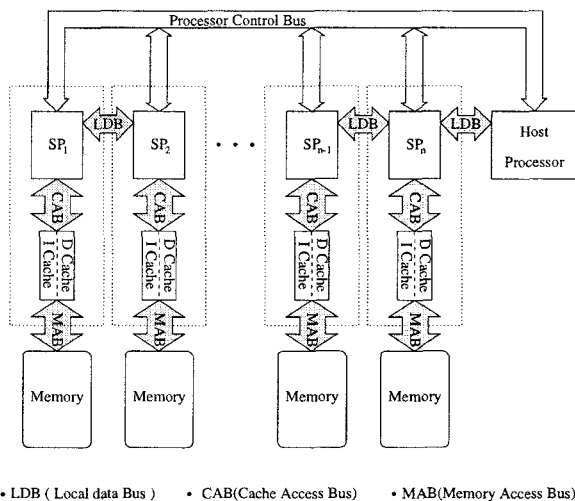 Processor Control Bus
SP1 LDB SP2 • • • SPn-1 LDB SPn LDB Host Processor
CAB CAB CAB CAB
D Cache I Cache D Cache I Cache D Cache I Cache D Cache I Cache
MAB MAB MAB MAB
Memory Memory Memory Memory
• LDB ( Local data Bus ) • CAB(Cache Access Bus) • MAB(Memory Access Bus)